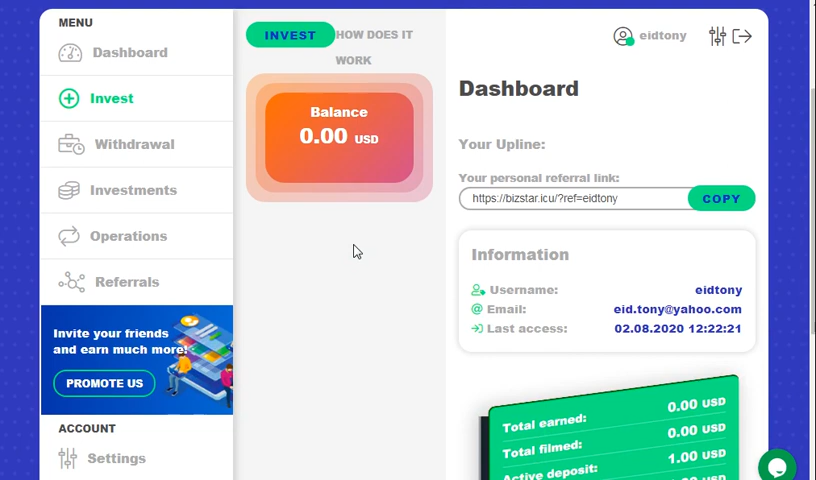 MENU
Dashboard
Invest
Withdrawal
Investments
Operations
Referrals
Invite your friends
and earn much more!
PROMOTE US
ACCOUNT
Settings
INVEST
HOW DOES IT
WORK
Balance
0.00 USD
eidtony
Dashboard
Your Upline:
Your personal referral link:
https://bizstar.icu/?ref=eidtony
COPY
Information
Username: eidtony
Email: eid.tony@yahoo.com
Last access: 02.08.2020 12:22:21
Total earned: 0.00 USD
Total filmed: 0.00 USD
Active deposit: 1.00 USD
USD